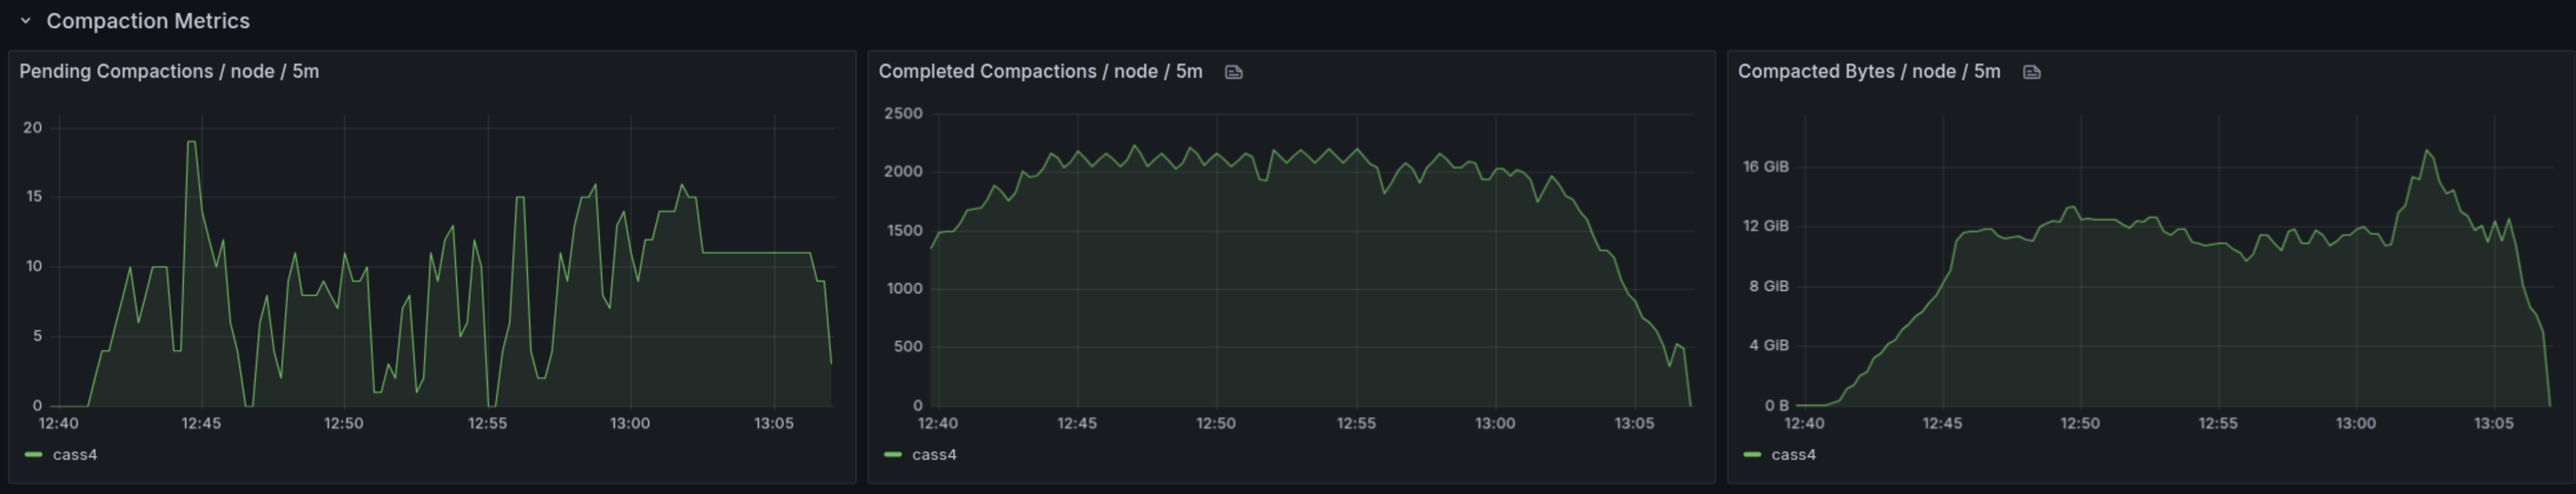 Compaction Metrics
Pending Compactions / node / 5m
20
15
10
5
0
12:40 12:45 12:50 12:55 13:00 13:05
cass4
Completed Compactions / node / 5m
2500
2000
1500
1000
500
0
12:40 12:45 12:50 12:55 13:00 13:05
cass4
Compacted Bytes / node / 5m
16 GiB
12 GiB
8 GiB
4 GiB
0 B
12:40 12:45 12:50 12:55 13:00 13:05
cass4